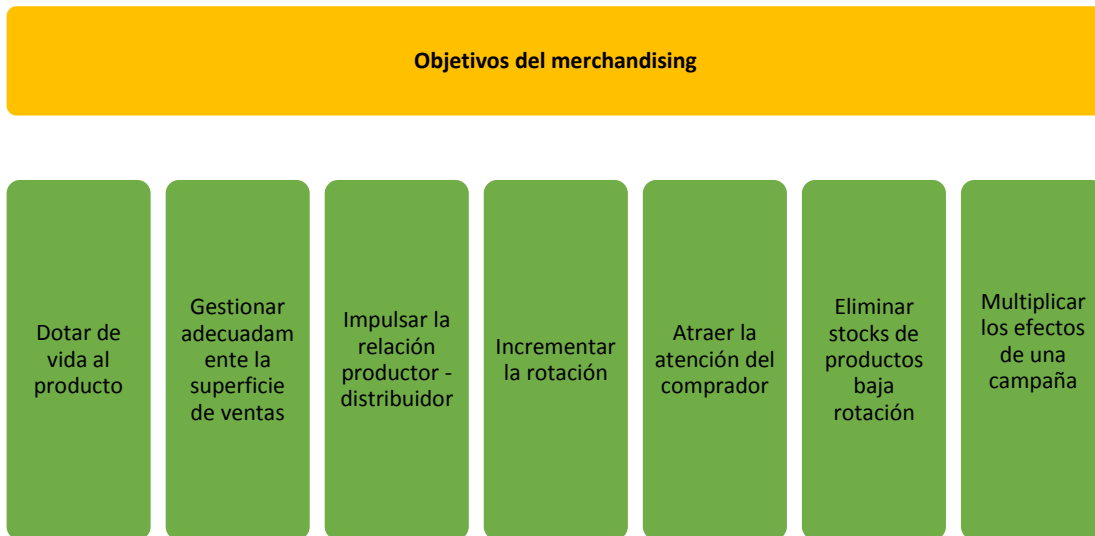 Objetivos del merchandising
Dotar de
vida al
producto
Gestionar
adecuadam
ente la
superficie
de ventas
Impulsar la
relación
productor -
distribuidor
Incrementar
la rotación
Atraer la
atención del
comprador
Eliminar
stocks de
productos
baja
rotación
Multiplicar
los efectos
de una
campaña